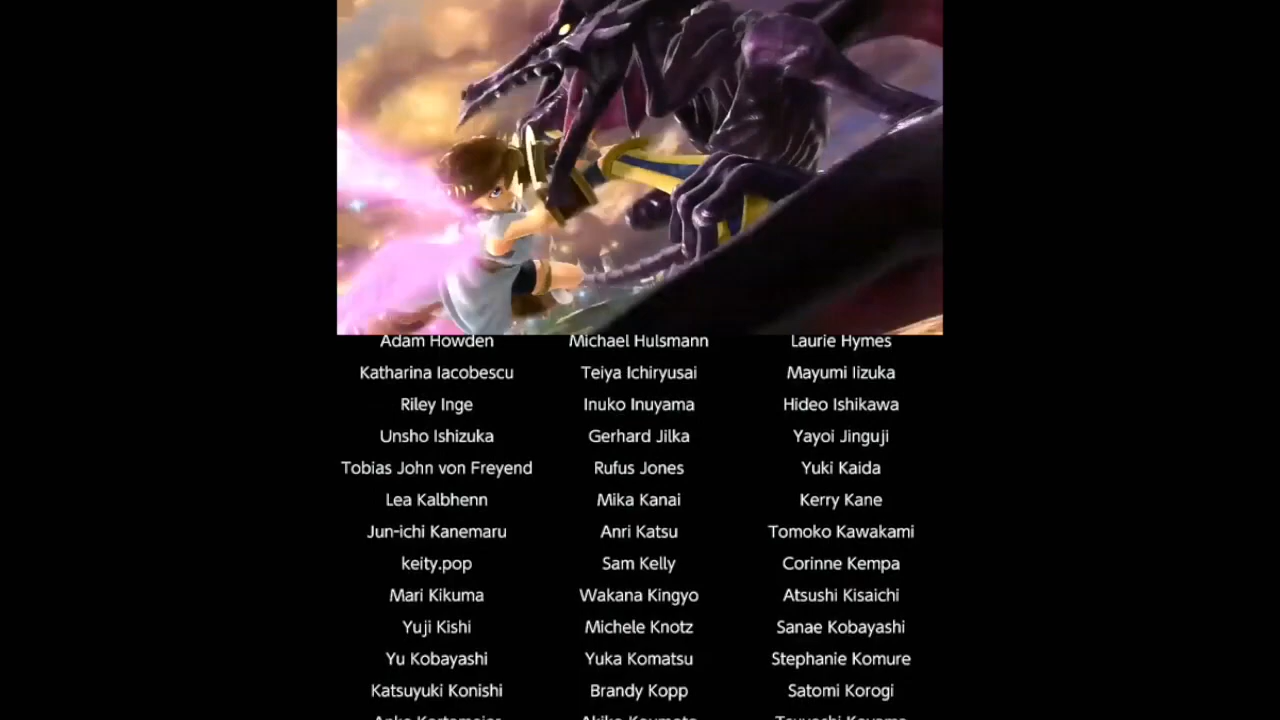 Adam Howden Michael Hulsmann Laurie Hymes
Katharina Iacobescu Teiya Ichiryusai Mayumi Iizuka
Riley Inge Inuko Inuyama Hideo Ishikawa
Unsho Ishizuka Gerhard Jilka Yayoi Jinguji
Tobias John von Freyend Rufus Jones Yuki Kaida
Lea Kalbhenn Mika Kanai Kerry Kane
Jun-ichi Kanemaru Anri Katsu Tomoko Kawakami
keity.pop Sam Kelly Corinne Kempa
Mari Kikuma Wakana Kingyo Atsushi Kisaichi
Yuji Kishi Michele Knotz Sanae Kobayashi
Yu Kobayashi Yuka Komatsu Stephanie Komure
Katsuyuki Konishi Brandy Kopp Satomi Korogi